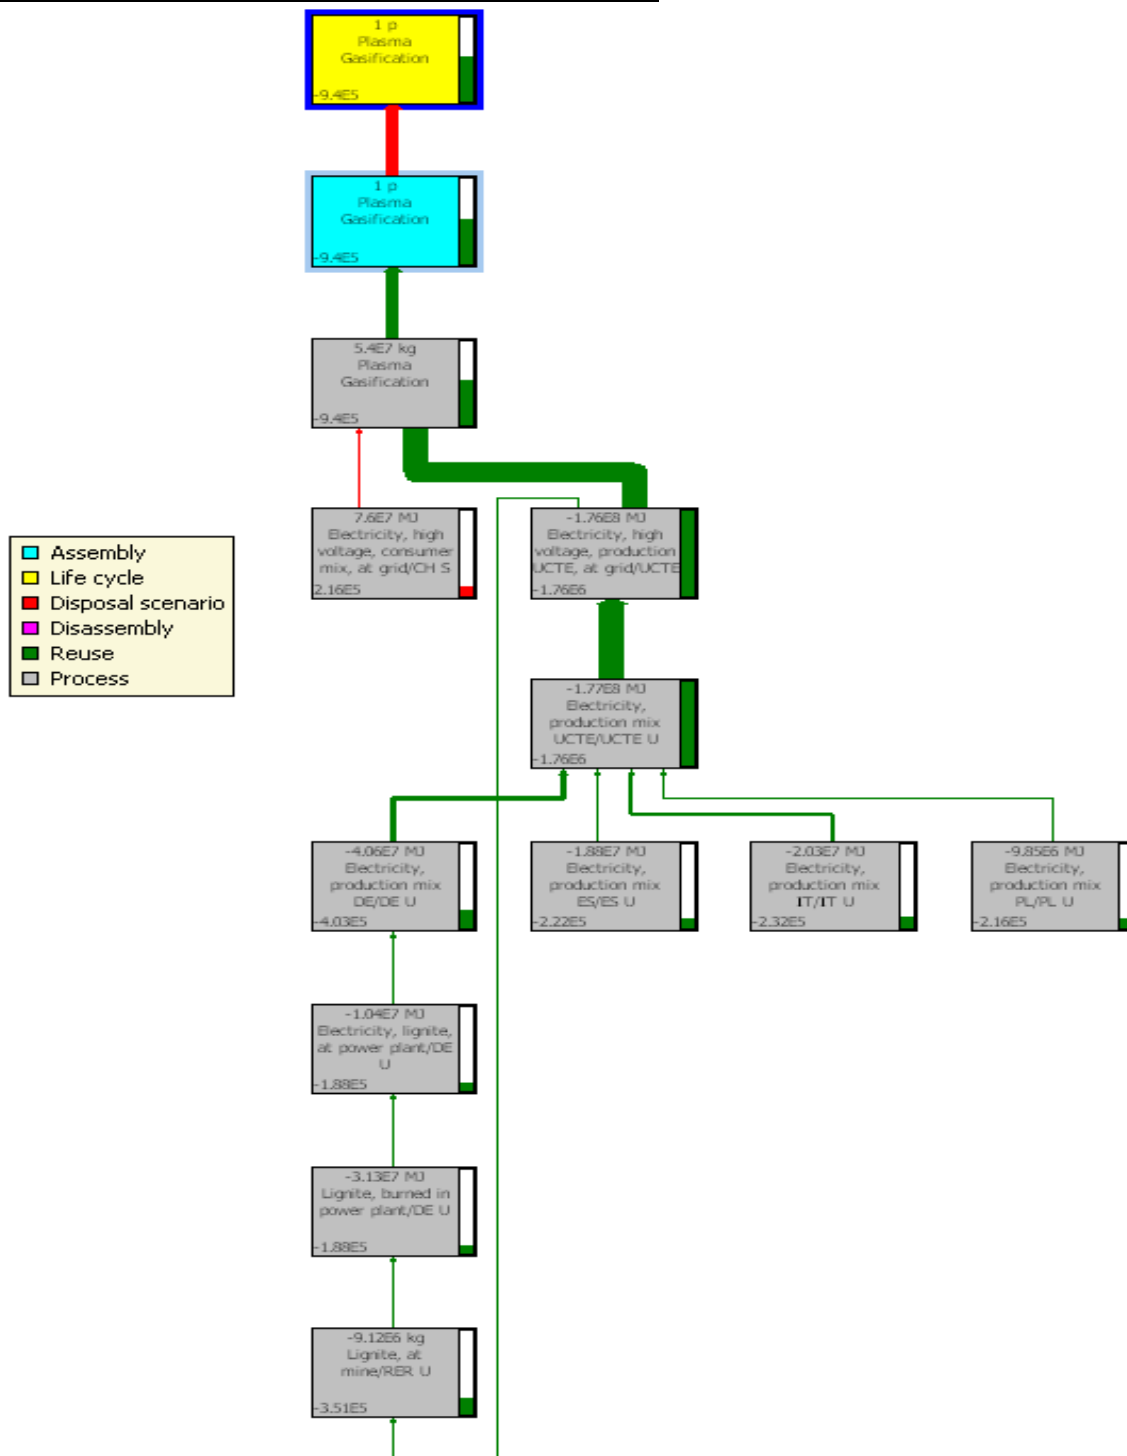 1 p
Plasma
Gasification
-9.4E5
1 p
Plasma
Gasification
-9.4E5
5.4E7 kg
Plasma
Gasification
-9.4E5
7.6E7 MJ
Electricity, high
voltage, consumer
mix, at grid/CH S
2.16E5
-1.76E8 MJ
Electricity, high
voltage, production
UCTE, at grid/UCTE
-1.76E6
Assembly
Life cycle
Disposal scenario
Disassembly
Reuse
Process
-1.77E8 MJ
Electricity,
production mix
UCTE/UCTE U
-1.76E6
-4.06E7 MJ
Electricity,
production mix
DE/DE U
-4.03E5
-1.88E7 MJ
Electricity,
production mix
ES/ES U
-2.22E5
-2.03E7 MJ
Electricity,
production mix
IT/IT U
-2.32E5
-9.85E6 MJ
Electricity,
production mix
PL/PL U
-2.16E5
-1.04E7 MJ
Electricity, lignite,
at power plant/DE
U
-1.88E5
-3.13E7 MJ
Lignite, burned in
power plant/DE U
-1.88E5
-9.12E6 kg
Lignite, at
mine/RER U
-3.51E5